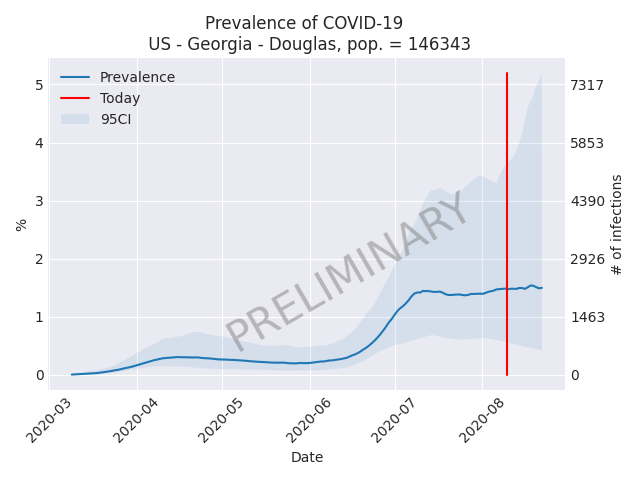 Prevalence of COVID-19
US - Georgia - Douglas, pop. = 146343
Prevalence
Today
95CI
PRELIMINARY
5
4
3
2
1
0
%
7317
5853
4390
2926
1463
0
# of infections
2020-03
2020-04
2020-05
2020-06
2020-07
2020-08
Date